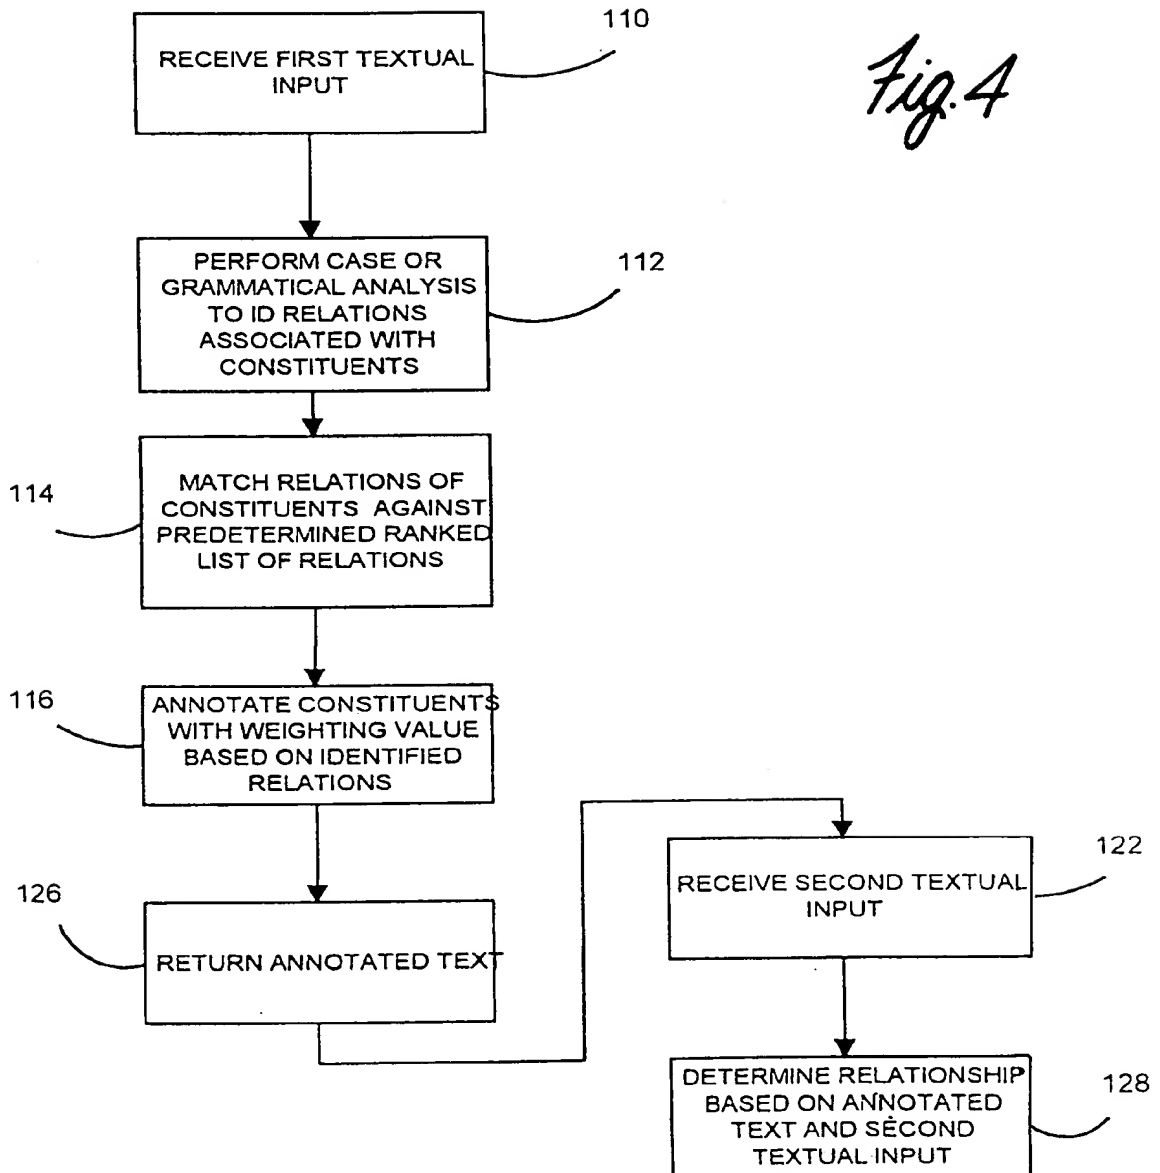 110
RECEIVE FIRST TEXTUAL
INPUT
Fig. 4
PERFORM CASE OR
GRAMMATICAL ANALYSIS
TO ID RELATIONS
ASSOCIATED WITH
CONSTITUENTS
112
114
MATCH RELATIONS OF
CONSTITUENTS AGAINST
PREDETERMINED RANKED
LIST OF RELATIONS
116
ANNOTATE CONSTITUENTS
WITH WEIGHTING VALUE
BASED ON IDENTIFIED
RELATIONS
126
RETURN ANNOTATED TEXT
122
RECEIVE SECOND TEXTUAL
INPUT
DETERMINE RELATIONSHIP
BASED ON ANNOTATED
TEXT AND SECOND
TEXTUAL INPUT
128